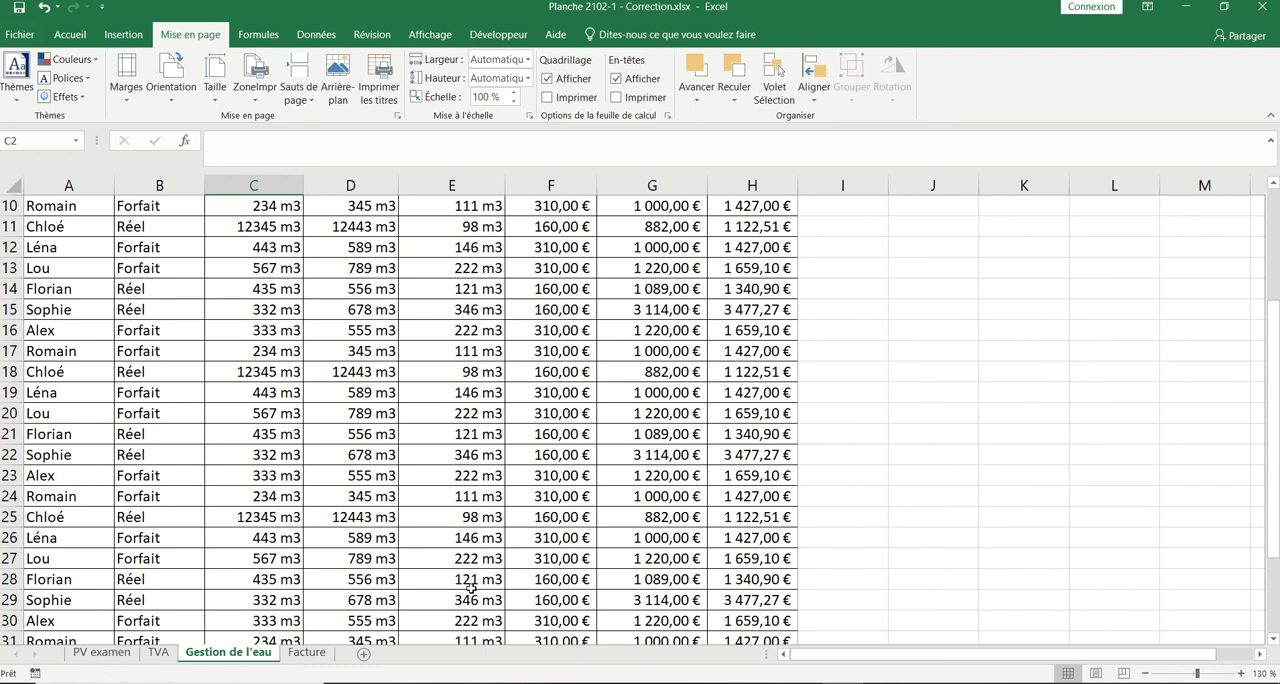 Planche 2102-1 - Correction.xlsx - Excel
Connexion
Fichier Accueil Insertion Mise en page Formules Données Révision Affichage Développeur Aide Dites-nous ce que vous voulez faire Partager
Thèmes Couleurs Polices Effets Thèmes
Marges Orientation Taille ZoneImpr Sauts de page Arrière-plan Imprimer les titres Mise en page
Largeur : Automatiqu
Hauteur : Automatiqu
Échelle : 100 %
Mise à l'échelle
Quadrillage En-têtes
Afficher Afficher
Imprimer Imprimer
Options de la feuille de calcul
Avancer Reculer Volet Sélection Aligner Grouper Rotation
Organiser
C2 fx
A B C D E F G H I J K L M
10 Romain Forfait 234 m3 345 m3 111 m3 310,00 € 1 000,00 € 1 427,00 €
11 Chloé Réel 12345 m3 12443 m3 98 m3 160,00 € 882,00 € 1 122,51 €
12 Léna Forfait 443 m3 589 m3 146 m3 310,00 € 1 000,00 € 1 427,00 €
13 Lou Forfait 567 m3 789 m3 222 m3 310,00 € 1 220,00 € 1 659,10 €
14 Florian Réel 435 m3 556 m3 121 m3 160,00 € 1 089,00 € 1 340,90 €
15 Sophie Réel 332 m3 678 m3 346 m3 160,00 € 3 114,00 € 3 477,27 €
16 Alex Forfait 333 m3 555 m3 222 m3 310,00 € 1 220,00 € 1 659,10 €
17 Romain Forfait 234 m3 345 m3 111 m3 310,00 € 1 000,00 € 1 427,00 €
18 Chloé Réel 12345 m3 12443 m3 98 m3 160,00 € 882,00 € 1 122,51 €
19 Léna Forfait 443 m3 589 m3 146 m3 310,00 € 1 000,00 € 1 427,00 €
20 Lou Forfait 567 m3 789 m3 222 m3 310,00 € 1 220,00 € 1 659,10 €
21 Florian Réel 435 m3 556 m3 121 m3 160,00 € 1 089,00 € 1 340,90 €
22 Sophie Réel 332 m3 678 m3 346 m3 160,00 € 3 114,00 € 3 477,27 €
23 Alex Forfait 333 m3 555 m3 222 m3 310,00 € 1 220,00 € 1 659,10 €
24 Romain Forfait 234 m3 345 m3 111 m3 310,00 € 1 000,00 € 1 427,00 €
25 Chloé Réel 12345 m3 12443 m3 98 m3 160,00 € 882,00 € 1 122,51 €
26 Léna Forfait 443 m3 589 m3 146 m3 310,00 € 1 000,00 € 1 427,00 €
27 Lou Forfait 567 m3 789 m3 222 m3 310,00 € 1 220,00 € 1 659,10 €
28 Florian Réel 435 m3 556 m3 121 m3 160,00 € 1 089,00 € 1 340,90 €
29 Sophie Réel 332 m3 678 m3 346 m3 160,00 € 3 114,00 € 3 477,27 €
30 Alex Forfait 333 m3 555 m3 222 m3 310,00 € 1 220,00 € 1 659,10 €
31 Romain Forfait 234 m3 345 m3 111 m3 310,00 € 1 000,00 € 1 427,00 €
PV examen TVA Gestion de l'eau Facture
Prêt 130 %